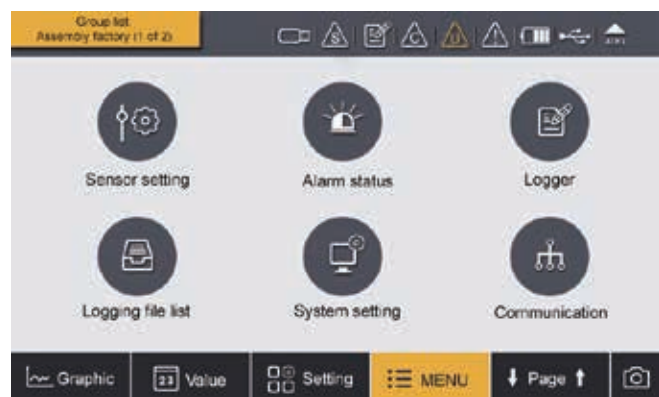 Group list
Assembly factory (1 of 2)
Sensor setting
Alarm status
Logger
Logging file list
System setting
Communication
Graphic
23 Value
Setting
MENU
Page